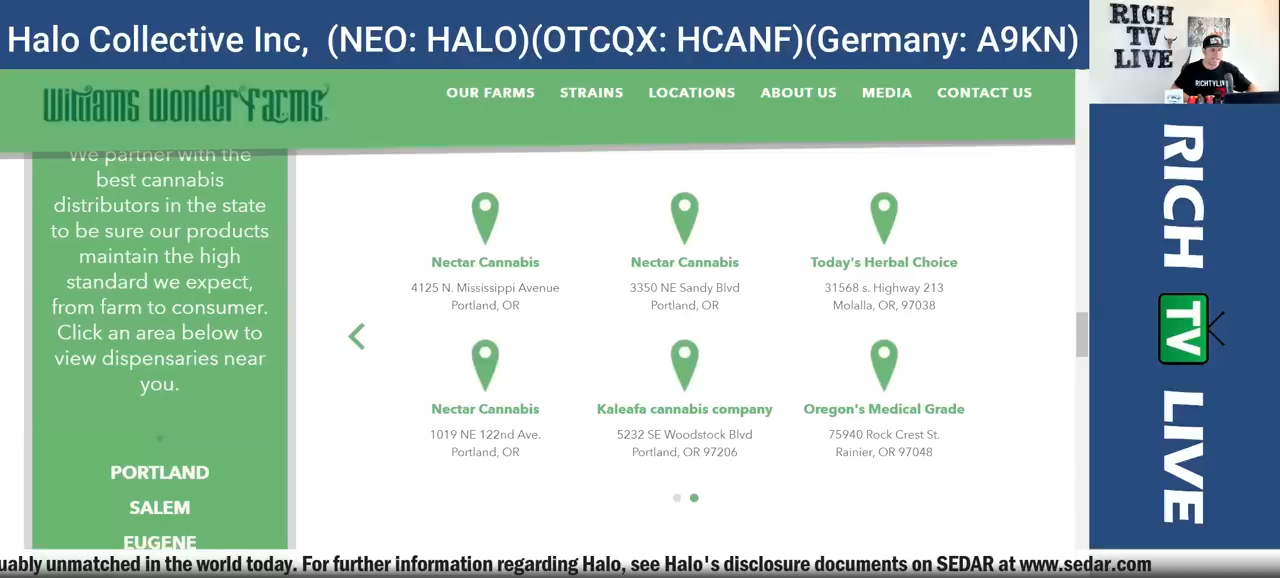 Halo Collective Inc, (NEO: HALO)(OTCQX: HCANF)(Germany: A9KN)
RICH
TV
LIVE
RICHTVLIVE
Williams Wonder Farms
OUR FARMS STRAINS LOCATIONS ABOUT US MEDIA CONTACT US
We partner with the
best cannabis
distributors in the state
to be sure our products
maintain the high
standard we expect,
from farm to consumer.
Click an area below to
view dispensaries near
you.
PORTLAND
SALEM
EUGENE
Nectar Cannabis
4125 N. Mississippi Avenue
Portland, OR
Nectar Cannabis
3350 NE Sandy Blvd
Portland, OR
Today's Herbal Choice
31568 s. Highway 213
Molalla, OR, 97038
Nectar Cannabis
1019 NE 122nd Ave.
Portland, OR
Kaleafa cannabis company
5232 SE Woodstock Blvd
Portland, OR 97206
Oregon's Medical Grade
75940 Rock Crest St.
Rainier, OR 97048
RICH TV LIVE
uably unmatched in the world today. For further information regarding Halo, see Halo's disclosure documents on SEDAR at www.sedar.com